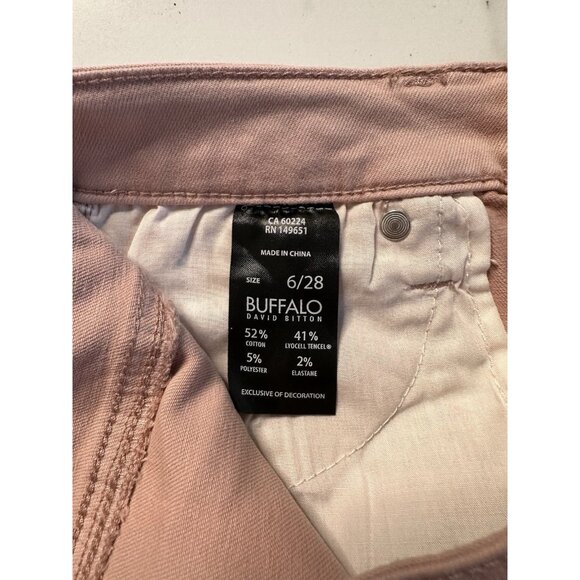 CA 60224
RN 149651
MADE IN CHINA
SIZE 6/28
BUFFALO
DAVID BITTON
52% 41%
COTTON LYOCELL TENCEL®
5% 2%
POLYESTER ELASTANE
EXCLUSIVE OF DECORATION